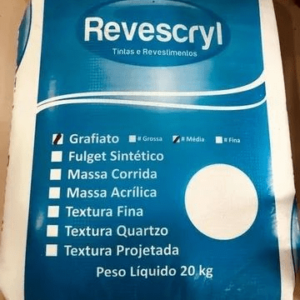 Revescryl
Tintas e Revestimentos
Grafiato # Grossa # Média # Fina
Fulget Sintético
Massa Corrida
Massa Acrílica
Textura Fina
Textura Quartzo
Textura Projetada
Peso Líquido 20 kg